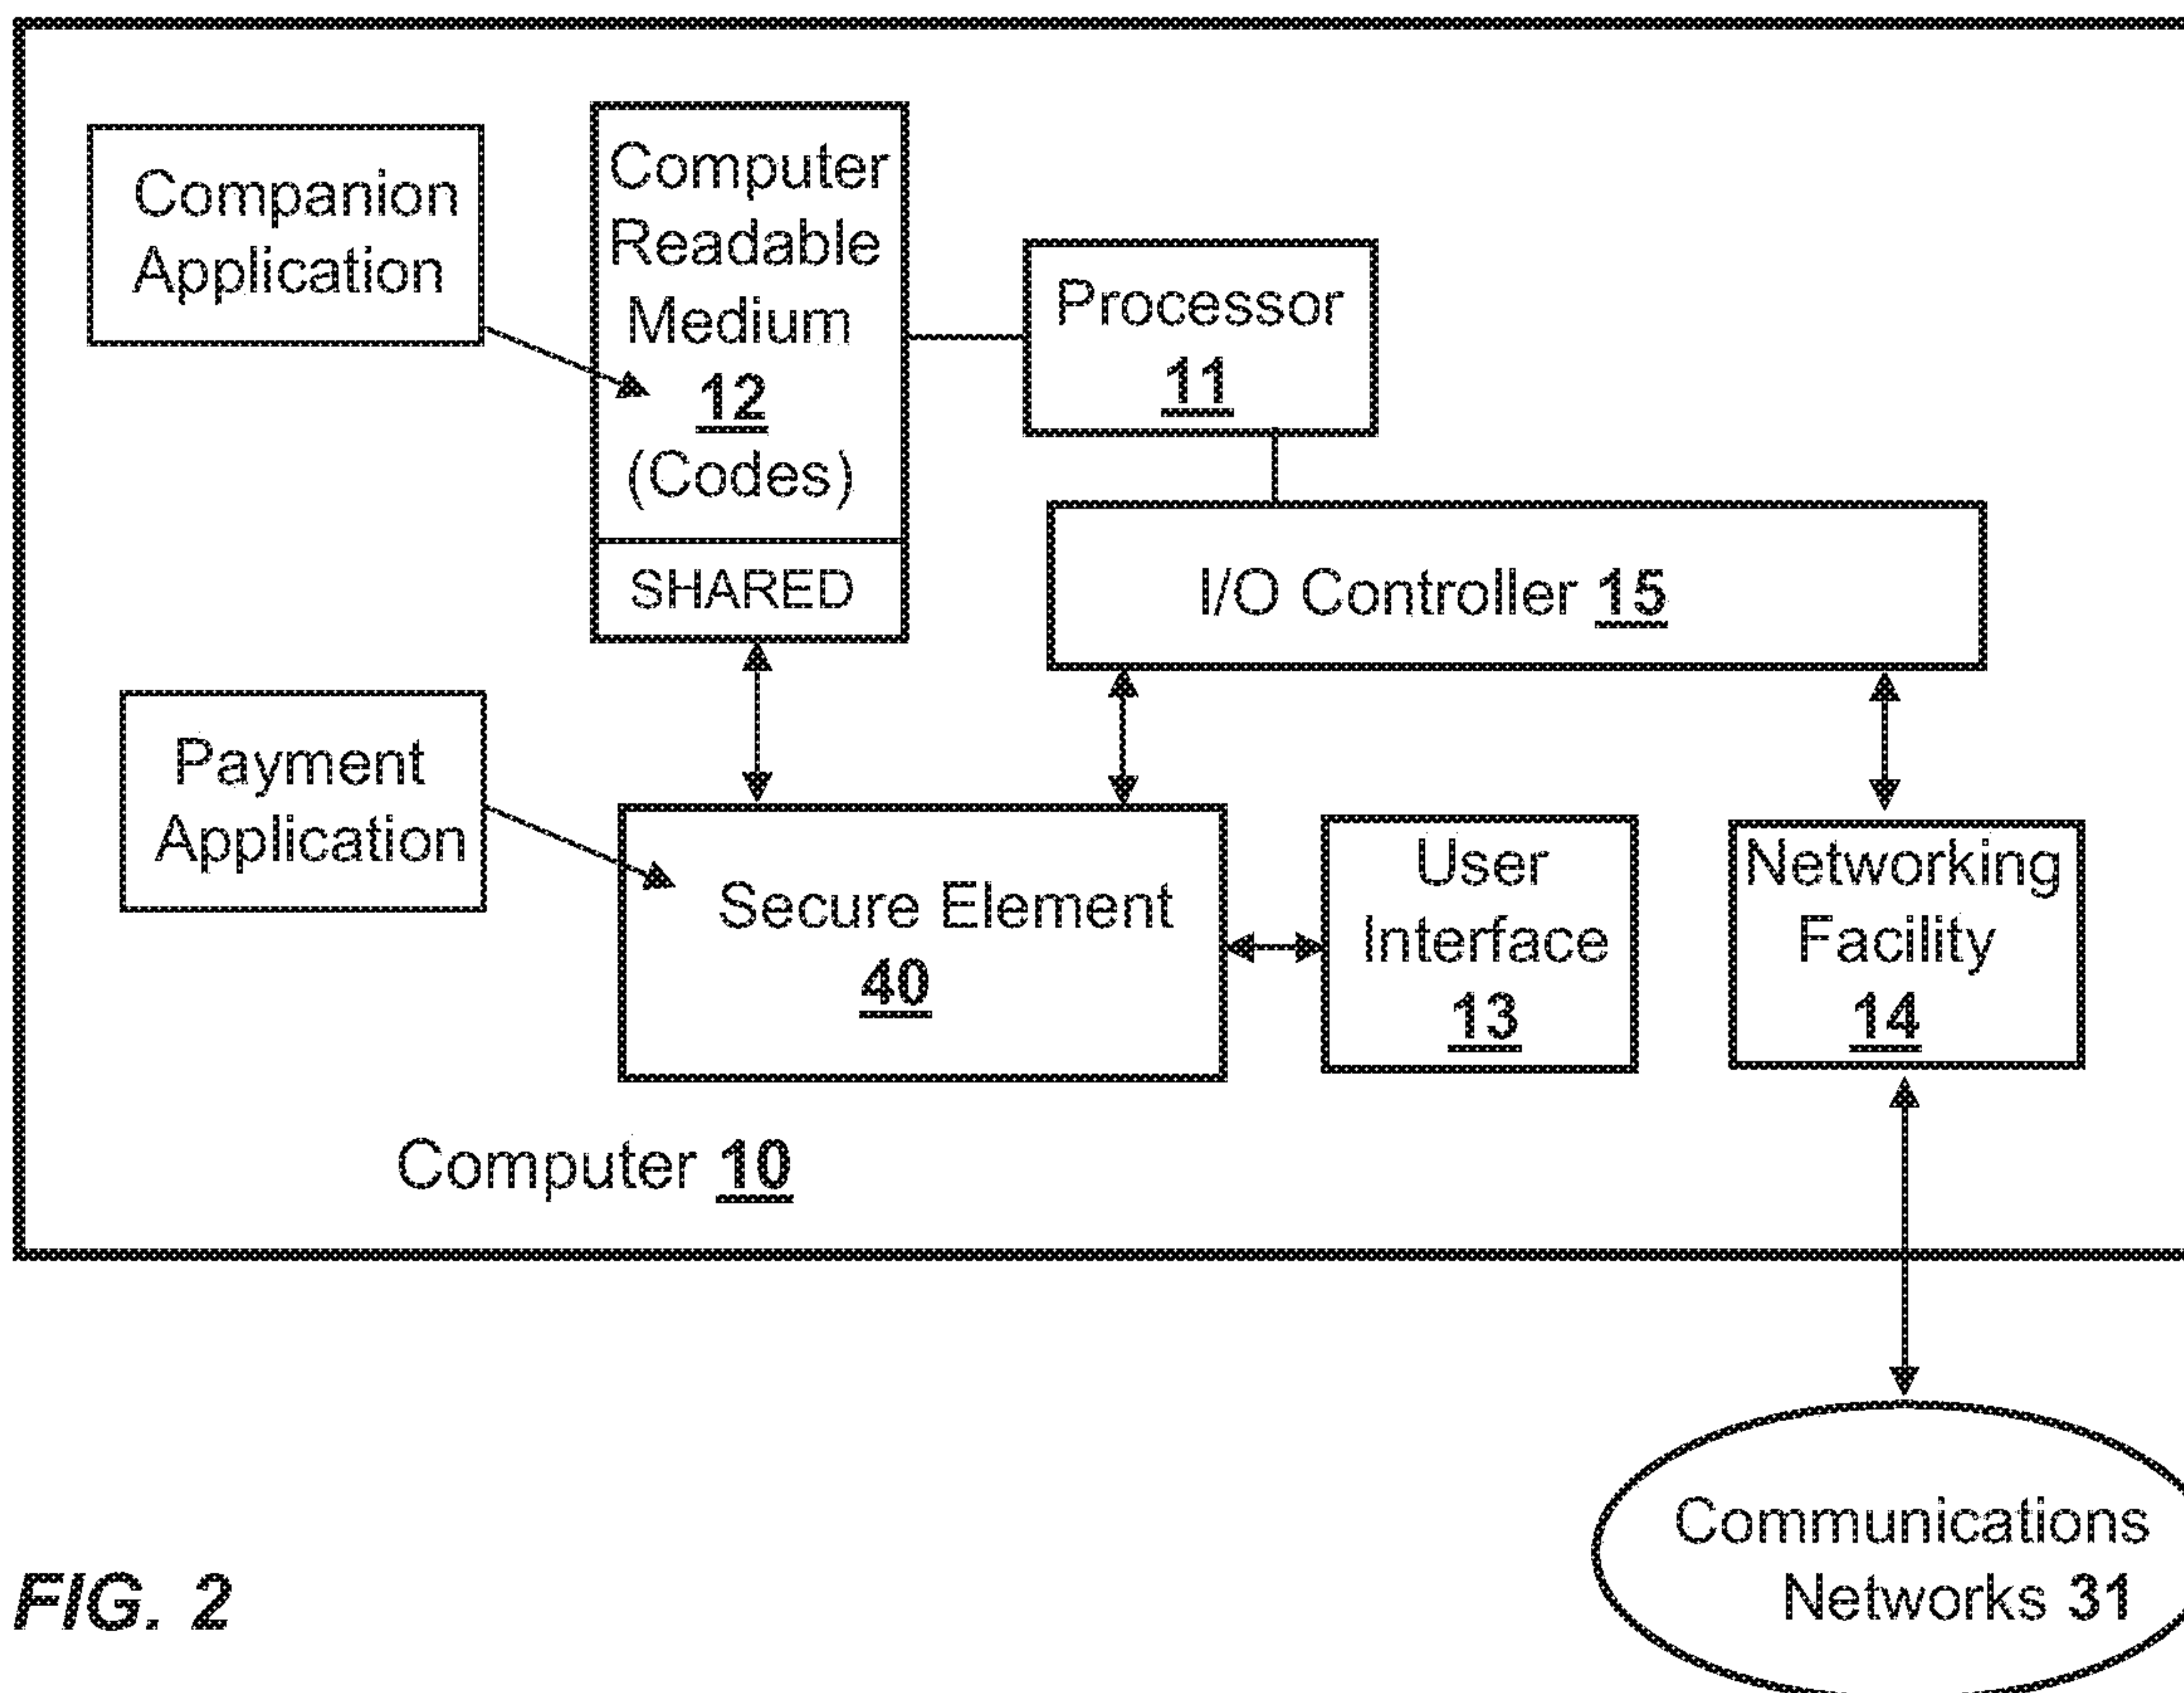 Companion
Application
Computer
Readable
Medium
12
(Codes)
SHARED
Processor
11
I/O Controller 15
Payment
Application
Secure Element
40
User
Interface
13
Networking
Facility
14
Computer 10
Communications
Networks 31
FIG. 2